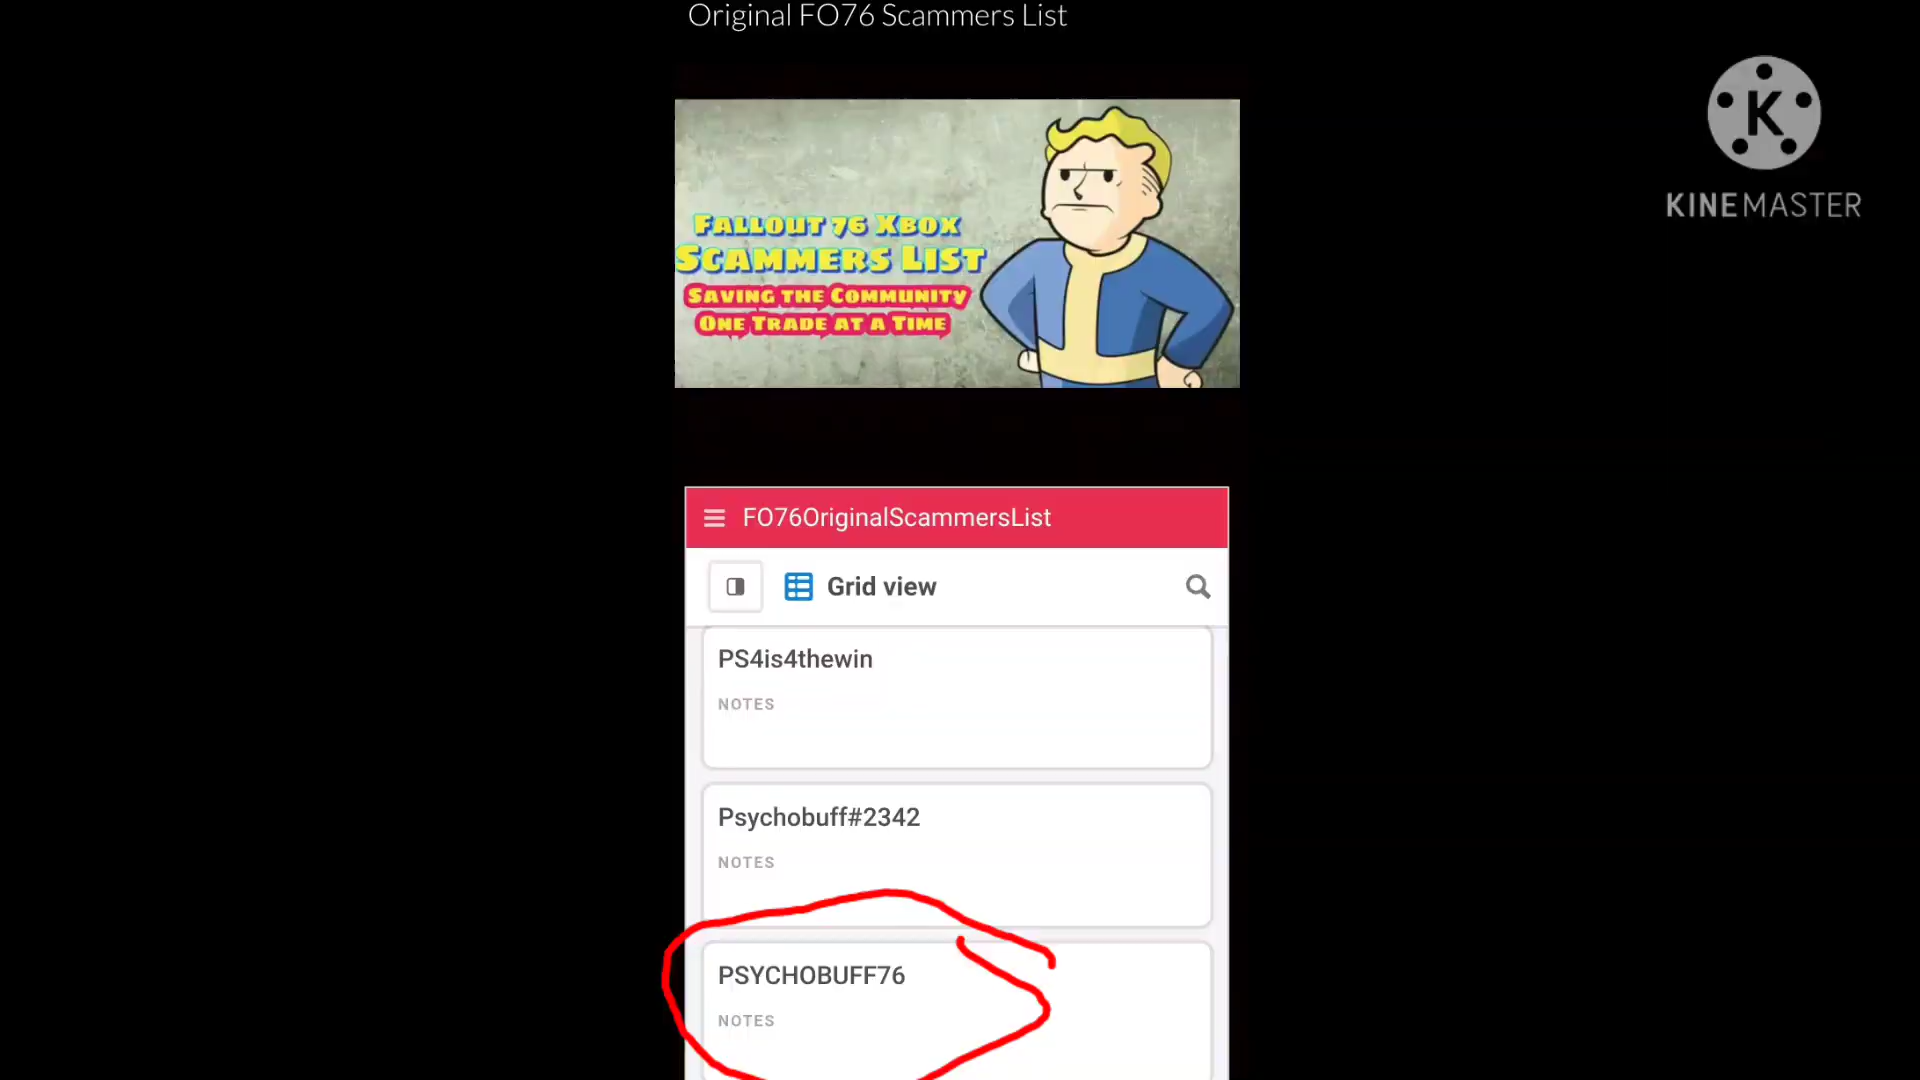 Original FO76 Scammers List
K
KINEMASTER
Fallout 76 Xbox
Scammers List
Saving the Community
One Trade at a Time
FO76OriginalScammersList
Grid view
PS4is4thewin
NOTES
Psychobuff#2342
NOTES
PSYCHOBUFF76
NOTES